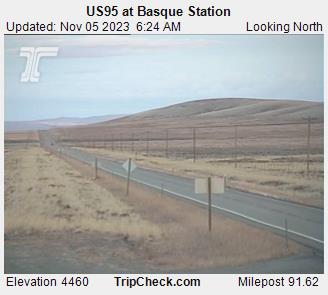 US95 at Basque Station
Updated: Nov 05 2023 6:24 AM Looking North
Elevation 4460 TripCheck.com Milepost 91.62